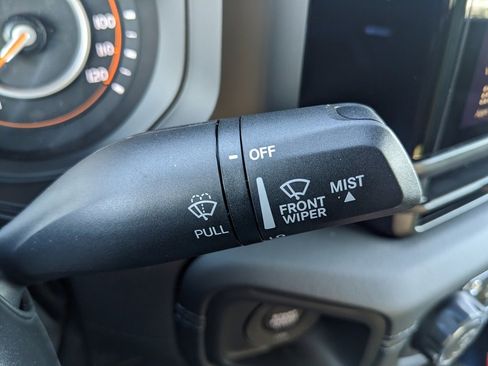 100
110
120
OFF
MIST
FRONT
WIPER
PULL